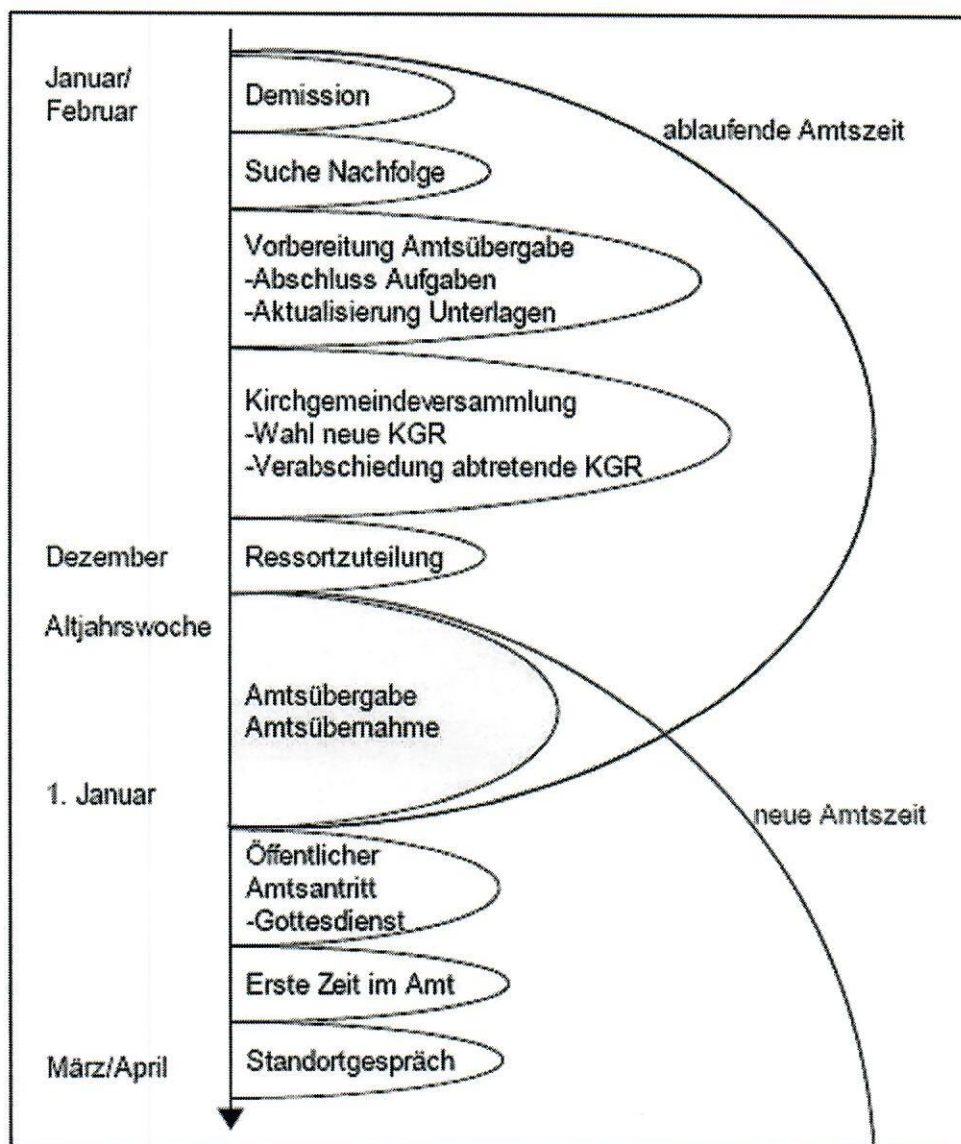 Januar/
Februar
Demission
ablaufende Amtszeit
Suche Nachfolge
Vorbereitung Amtsübergabe
-Abschluss Aufgaben
-Aktualisierung Unterlagen
Kirchgemeindeversammlung
-Wahl neue KGR
-Verabschiedung abtretende KGR
Dezember
Ressortzuteilung
Altjahrswoche
Amtsübergabe
Amtsübernahme
1. Januar
neue Amtszeit
Öffentlicher
Amtsantritt
-Gottesdienst
Erste Zeit im Amt
März/April
Standortgespräch